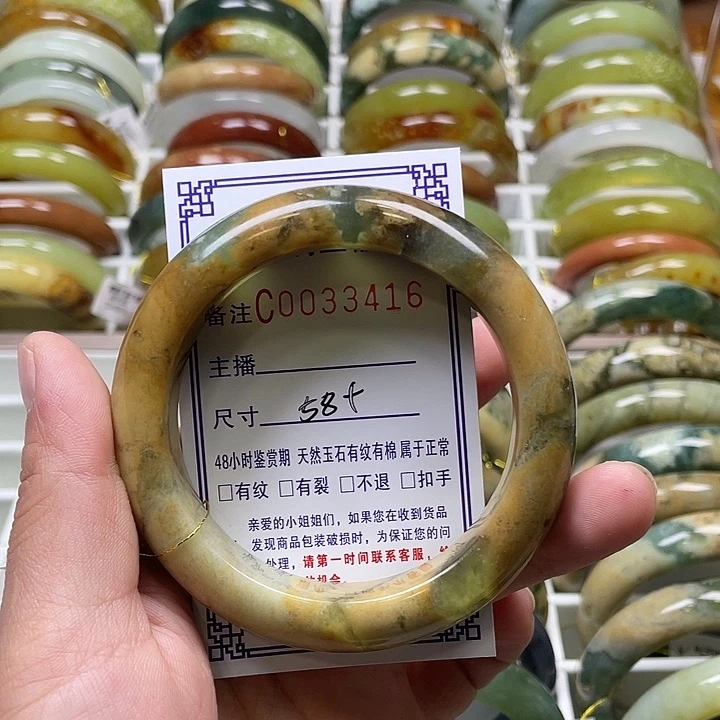 备注C0033416
主播
尺寸 58+
48小时鉴赏期 天然玉石有纹有棉 属于正常
□有纹 □有裂 □不退 □扣手
亲爱的小姐姐们，如果您在收到货品
发现商品包装破损时，为保证您的问
处理，请第一时间联系客服，
机会